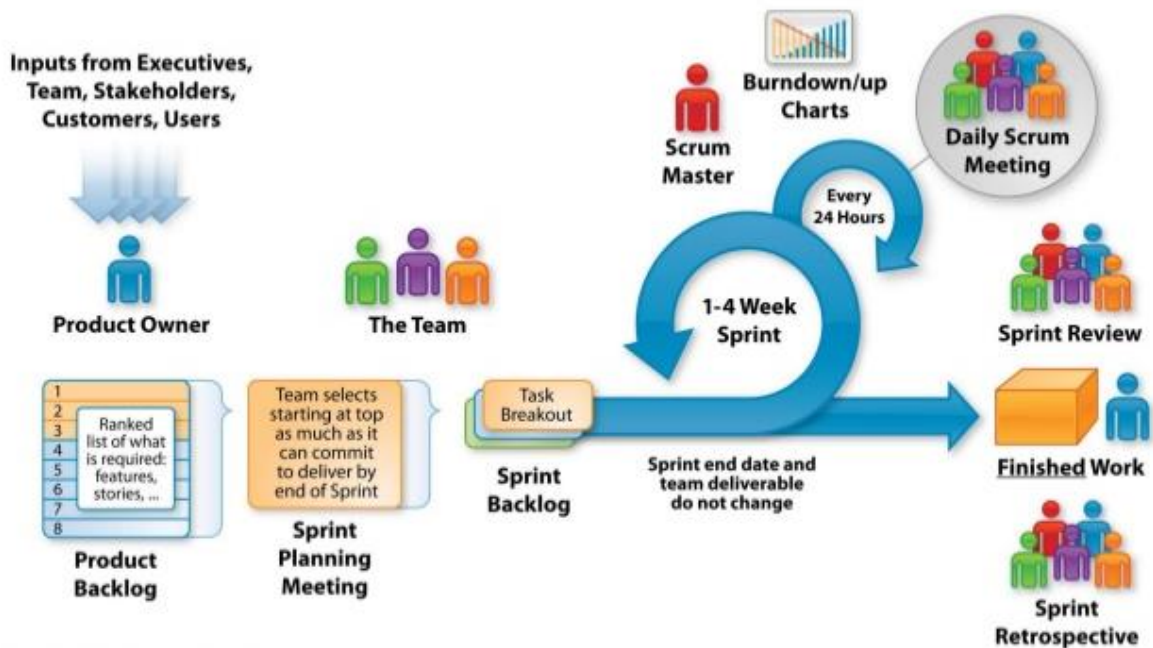 Inputs from Executives,
Team, Stakeholders,
Customers, Users
Product Owner
The Team
Scrum
Master
Burndown/up
Charts
Daily Scrum
Meeting
Every
24 Hours
1-4 Week
Sprint
Sprint Review
1
2
3
4
5
6
7
8
Ranked
list of what
is required:
features,
stories, ...
Product
Backlog
Team selects
starting at top
as much as it
can commit
to deliver by
end of Sprint
Sprint
Planning
Meeting
Task
Breakout
Sprint
Backlog
Sprint end date and
team deliverable
do not change
Finished Work
Sprint
Retrospective